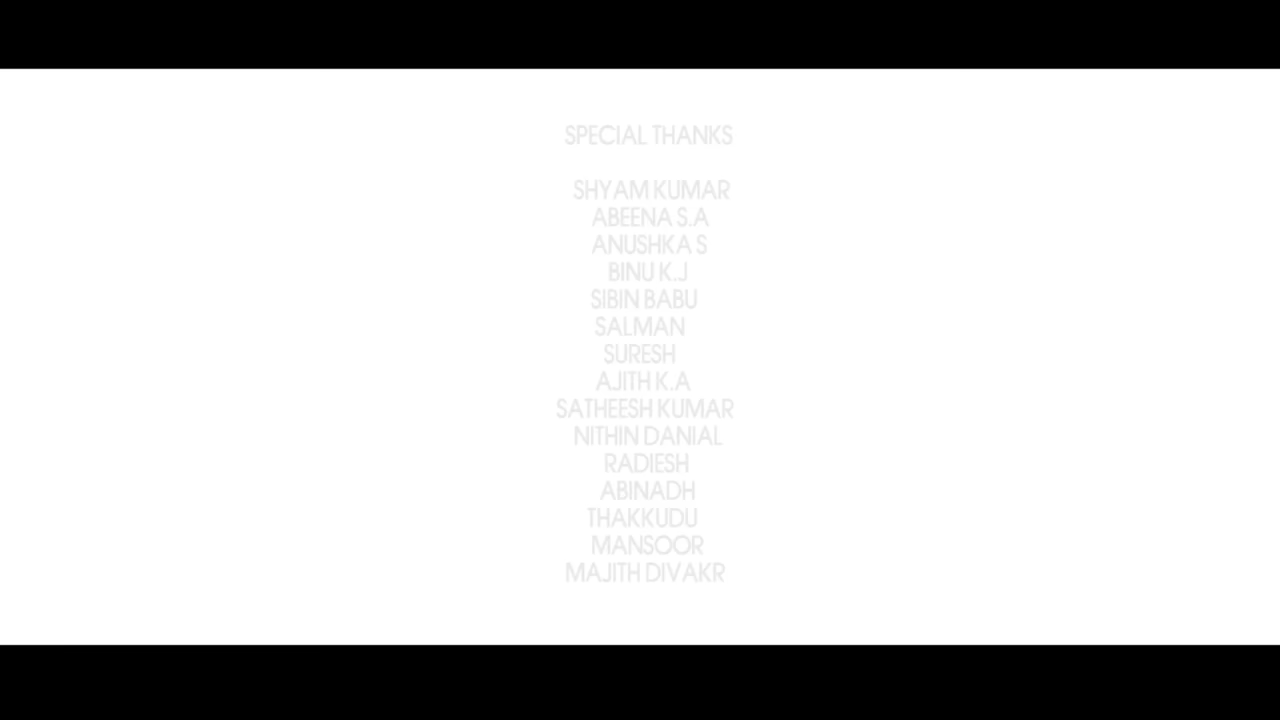 SPECIAL THANKS
SHYAM KUMAR
ABEENA S.A
ANUSHKA S
BINU K.J
SIBIN BABU
SALMAN
SURESH
AJITH K.A
SATHEESH KUMAR
NITHIN DANIAL
RADIESH
ABINADH
THAKKUDU
MANSOOR
MAJITH DIVAKR